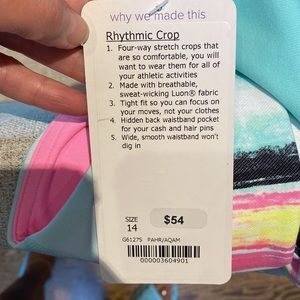 why we made this
Rhythmic Crop
1. Four-way stretch crops that
are so comfortable, you will
want to wear them for all of
your athletic activities
2. Made with breathable,
sweat-wicking Luon® fabric
3. Tight fit so you can focus on
your moves, not your clothes
4. Hidden back waistband pocket
for your cash and hair pins
5. Wide, smooth waistband won't
dig in
SIZE
14
$54
G6127S PAHR/AQAM
000003604901